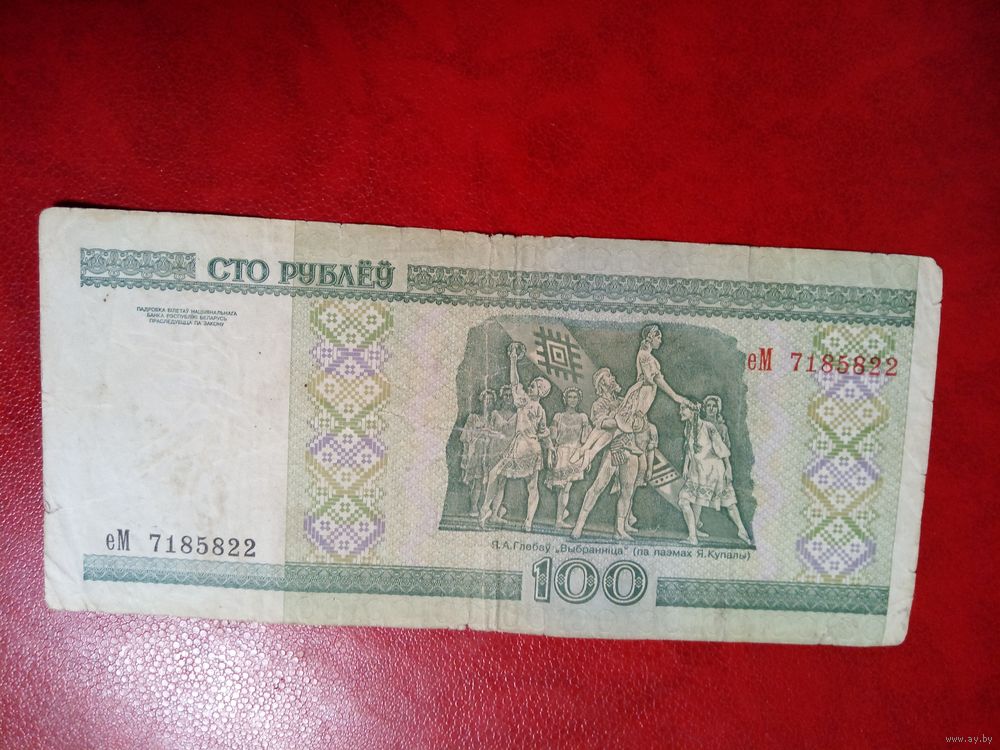 СТО РУБЛЁЎ
ПАДРОБКА БІЛЕТАЎ НАЦЫЯНАЛЬНАГА
БАНКА РЭСПУБЛІКІ БЕЛАРУСЬ
ПРАСЛЕДУЕЦЦА ПА ЗАКОНУ
еМ 7185822
еМ 7185822
Я.А.Глебаў „Выбранніца" (па паэмах Я.Купалы)
100
www.ay.by